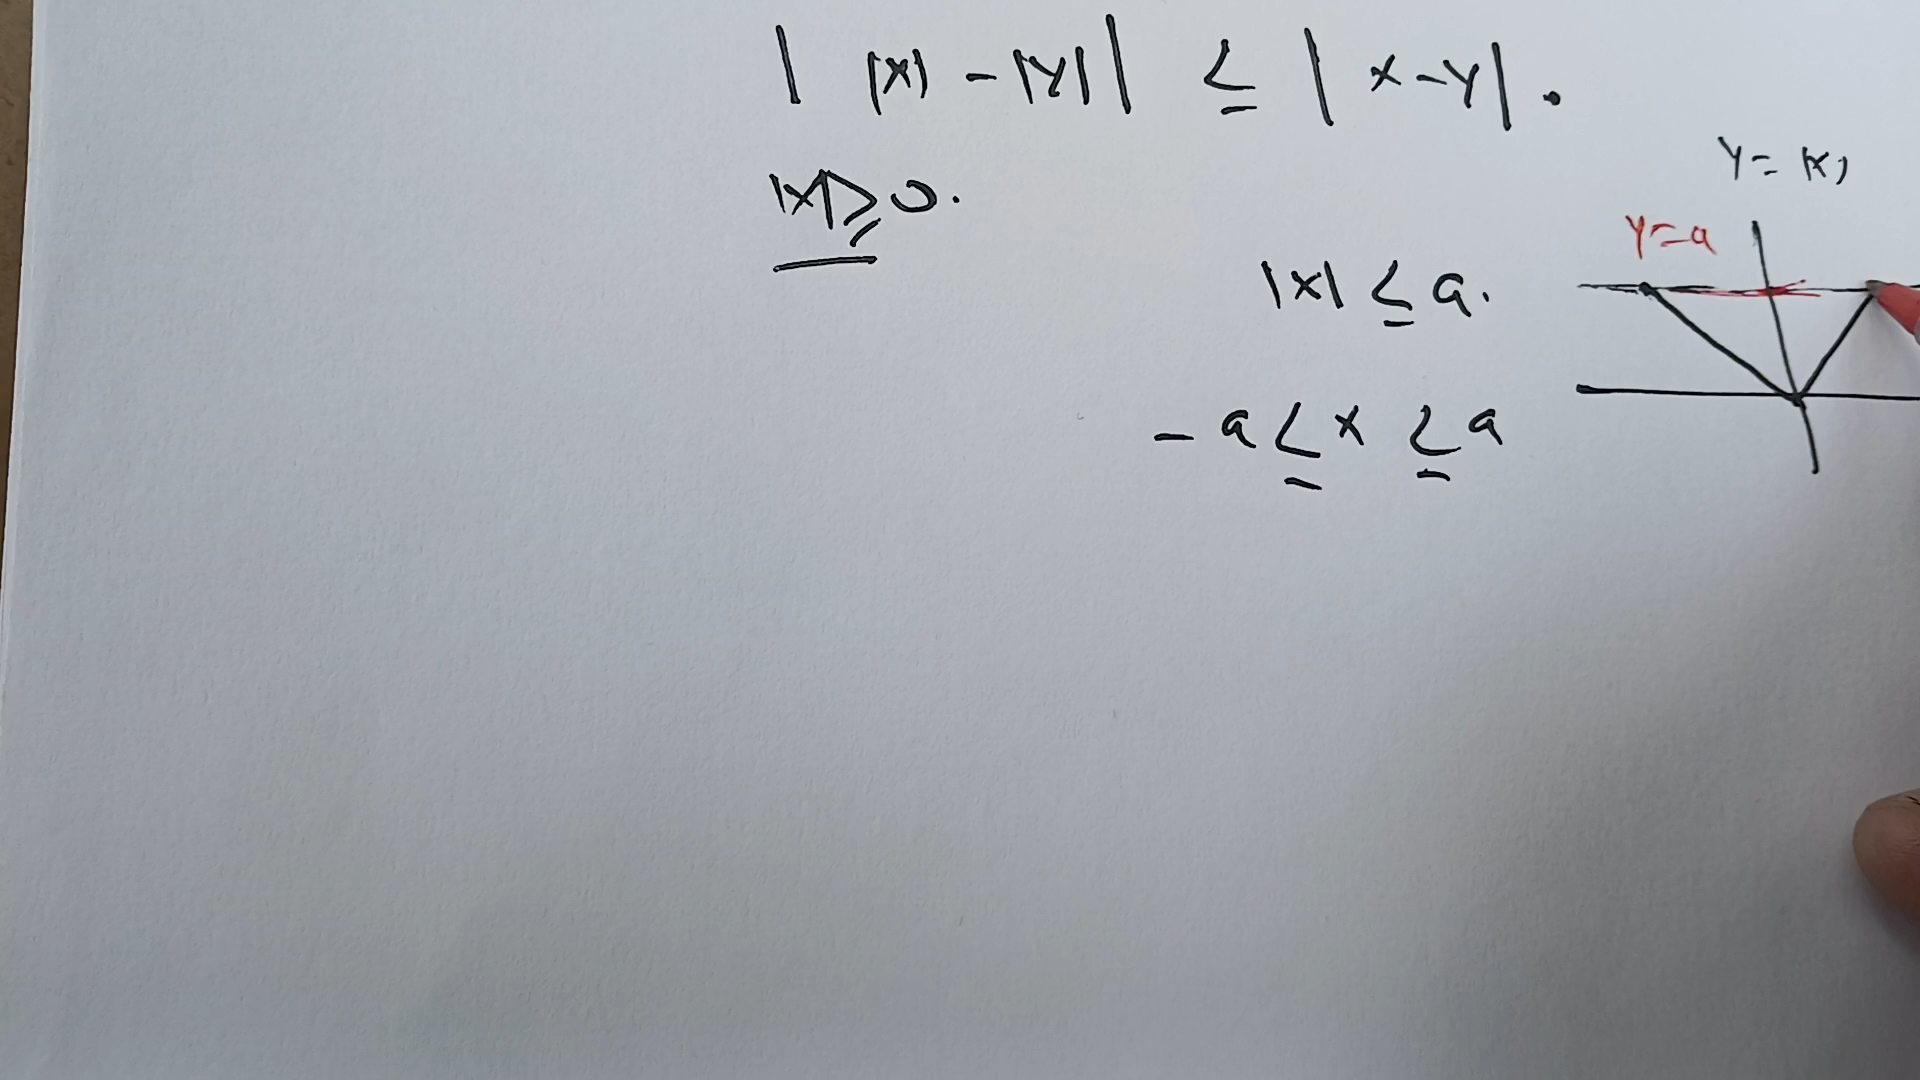 | |x| - |y| | ≤ |x-y|.
|x| ≥ 0.
y = |x|
y=a
|x| ≤ a.
-a ≤ x ≤ a